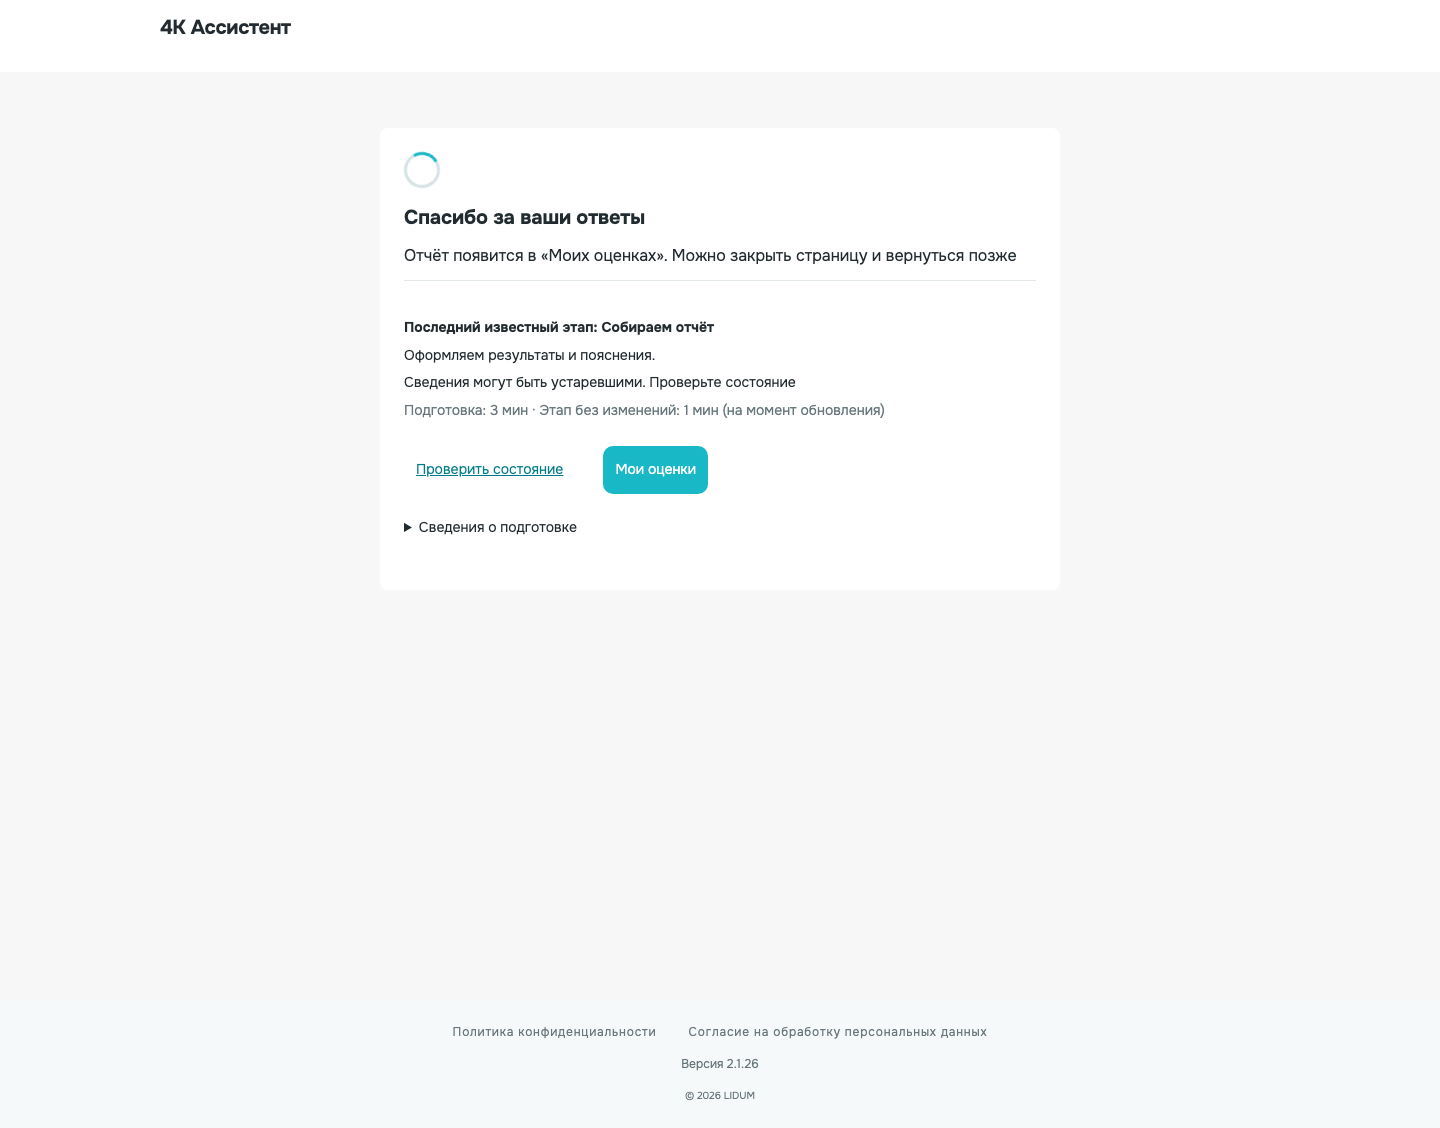 4К Ассистент
Спасибо за ваши ответы
Отчёт появится в «Моих оценках». Можно закрыть страницу и вернуться позже
Последний известный этап: Собираем отчёт
Оформляем результаты и пояснения.
Сведения могут быть устаревшими. Проверьте состояние
Подготовка: 3 мин · Этап без изменений: 1 мин (на момент обновления)
Проверить состояние
Мои оценки
Сведения о подготовке
Политика конфиденциальности
Согласие на обработку персональных данных
Версия 2.1.26
© 2026 LIDUM